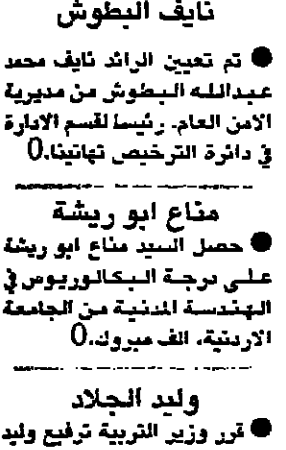 نايف البطوش
● تم تعيين الرائد نايف محمد
عبدالله البطوش من مديرية
الامن العام. رئيسا لقسم الادارة
في دائرة الترخيص تهانينا.0
مناع ابو ريشة
● حصل السيد مناع ابو ريشة
على درجة البكالوريوس في
الهندسة المدنية من الجامعة
الاردنية، الف مبروك.0
وليد الجلاد
● قرر وزير التربية ترفيع وليد